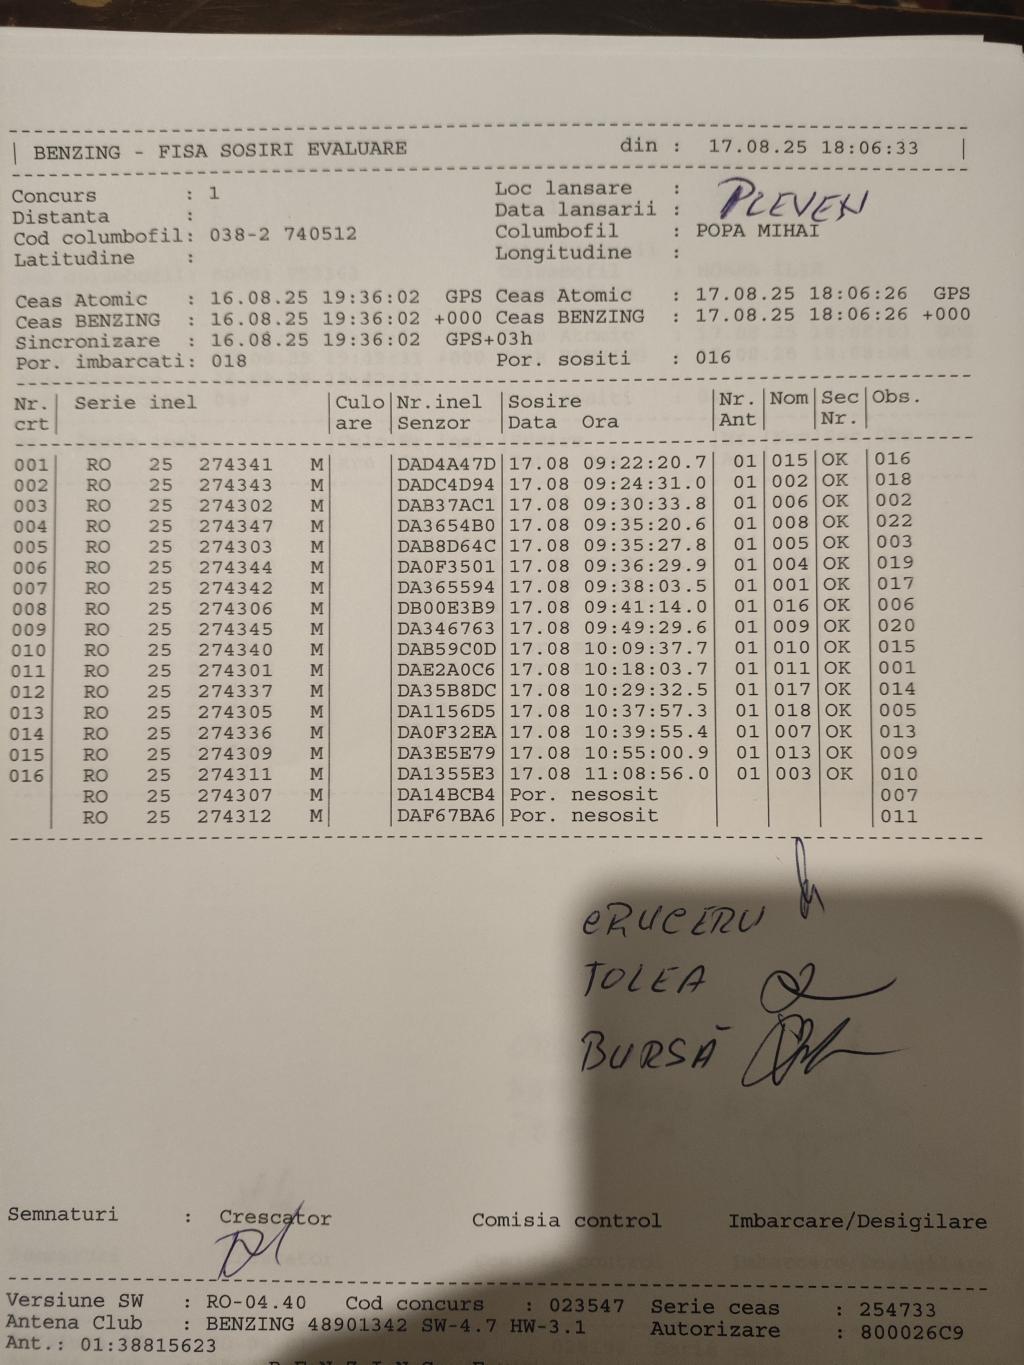 BENZING - FISA SOSIRI EVALUARE din : 17.08.25 18:06:33
Concurs : 1 Loc lansare : PLEVEN
Distanta : Data lansarii :
Cod columbofil: 038-2 740512 Columbofil : POPA MIHAI
Latitudine : Longitudine :
Ceas Atomic : 16.08.25 19:36:02 GPS Ceas Atomic : 17.08.25 18:06:26 GPS
Ceas BENZING : 16.08.25 19:36:02 +000 Ceas BENZING : 17.08.25 18:06:26 +000
Sincronizare : 16.08.25 19:36:02 GPS+03h
Por. imbarcati: 018 Por. sositi : 016
Nr. Serie inel Culo Nr.inel Sosire Nr. Nom Sec Obs.
crt are Senzor Data Ora Ant Nr.
001 RO 25 274341 M DAD4A47D 17.08 09:22:20.7 01 015 OK 016
002 RO 25 274343 M DADC4D94 17.08 09:24:31.0 01 002 OK 018
003 RO 25 274302 M DAB37AC1 17.08 09:30:33.8 01 006 OK 002
004 RO 25 274347 M DA3654B0 17.08 09:35:20.6 01 008 OK 022
005 RO 25 274303 M DAB8D64C 17.08 09:35:27.8 01 005 OK 003
006 RO 25 274344 M DA0F3501 17.08 09:36:29.9 01 004 OK 019
007 RO 25 274342 M DA365594 17.08 09:38:03.5 01 001 OK 017
008 RO 25 274306 M DB00E3B9 17.08 09:41:14.0 01 016 OK 006
009 RO 25 274345 M DA346763 17.08 09:49:29.6 01 009 OK 020
010 RO 25 274340 M DAB59C0D 17.08 10:09:37.7 01 010 OK 015
011 RO 25 274301 M DAE2A0C6 17.08 10:18:03.7 01 011 OK 001
012 RO 25 274337 M DA35B8DC 17.08 10:29:32.5 01 017 OK 014
013 RO 25 274305 M DA1156D5 17.08 10:37:57.3 01 018 OK 005
014 RO 25 274336 M DA0F32EA 17.08 10:39:55.4 01 007 OK 013
015 RO 25 274309 M DA3E5E79 17.08 10:55:00.9 01 013 OK 009
016 RO 25 274311 M DA1355E3 17.08 11:08:56.0 01 003 OK 010
RO 25 274307 M DA14BCB4 Por. nesosit 007
RO 25 274312 M DAF67BA6 Por. nesosit 011
CRUCERU
TOLEA
BURSĂ
Semnaturi : Crescator Comisia control Imbarcare/Desigilare
Versiune SW : RO-04.40 Cod concurs : 023547 Serie ceas : 254733
Antena Club : BENZING 48901342 SW-4.7 HW-3.1 Autorizare : 800026C9
Ant.: 01:38815623